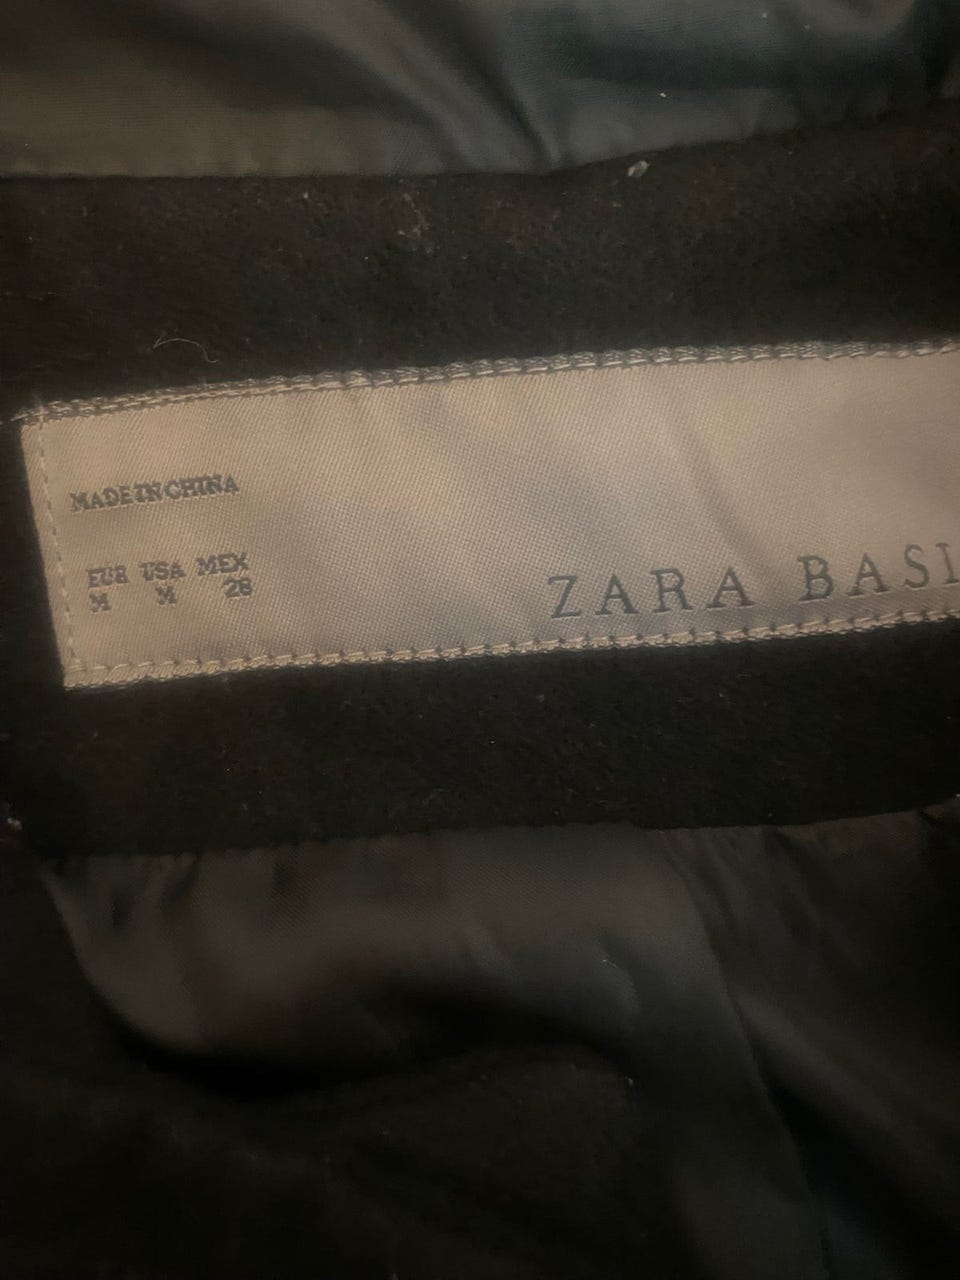 MADE IN CHINA
EUR USA MEX
M M 28
ZARA BASI